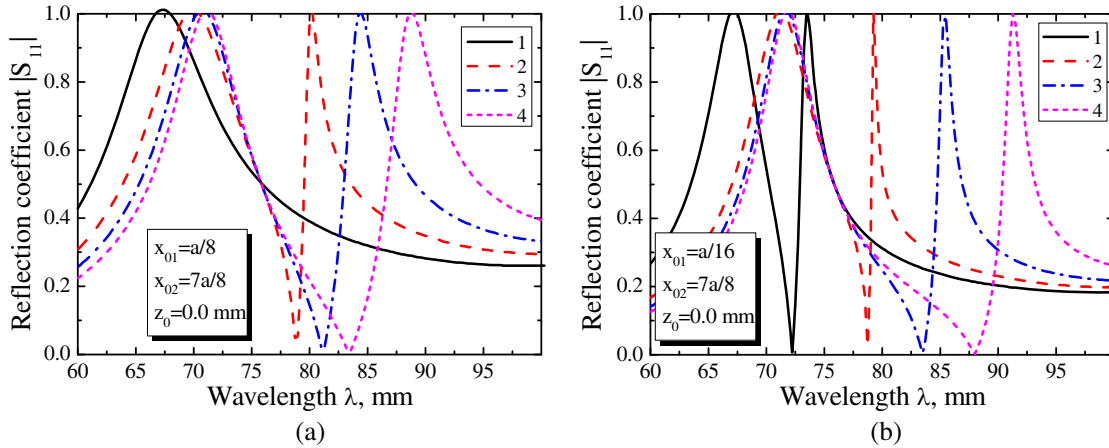 Reflection coefficient |S11|
1.0
0.8
0.6
0.4
0.2
0.0
60 65 70 75 80 85 90 95
Wavelength λ, mm
1
2
3
4
x01=a/8
x02=7a/8
z0=0.0 mm
(a)
Reflection coefficient |S11|
1.0
0.8
0.6
0.4
0.2
0.0
60 65 70 75 80 85 90 95
Wavelength λ, mm
1
2
3
4
x01=a/16
x02=7a/8
z0=0.0 mm
(b)